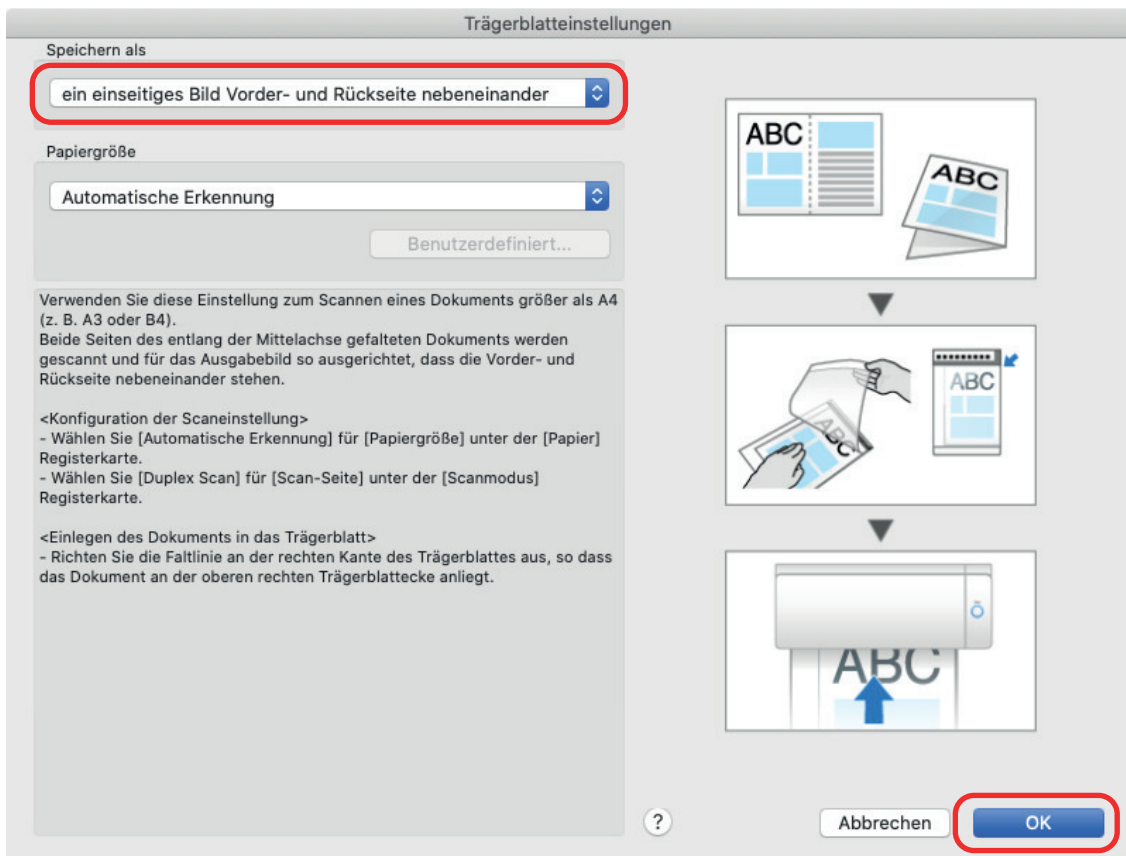 Trägerblatteinstellungen
Speichern als
ein einseitiges Bild Vorder- und Rückseite nebeneinander
Papiergröße
Automatische Erkennung
Benutzerdefiniert...
Verwenden Sie diese Einstellung zum Scannen eines Dokuments größer als A4
(z. B. A3 oder B4).
Beide Seiten des entlang der Mittelachse gefalteten Dokuments werden
gescannt und für das Ausgabebild so ausgerichtet, dass die Vorder- und
Rückseite nebeneinander stehen.
<Konfiguration der Scaneinstellung>
- Wählen Sie [Automatische Erkennung] für [Papiergröße] unter der [Papier]
Registerkarte.
- Wählen Sie [Duplex Scan] für [Scan-Seite] unter der [Scanmodus]
Registerkarte.
<Einlegen des Dokuments in das Trägerblatt>
- Richten Sie die Faltlinie an der rechten Kante des Trägerblattes aus, so dass
das Dokument an der oberen rechten Trägerblattecke anliegt.
ABC
ABC
ABC
ABC
ABC
?
Abbrechen
OK